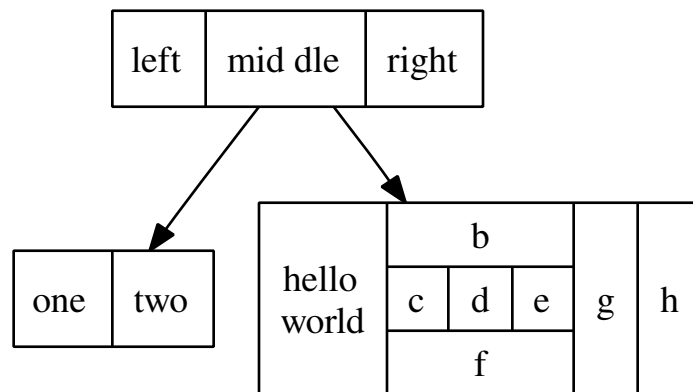 left mid dle right
one two
hello
world
b
c d e
f
g h